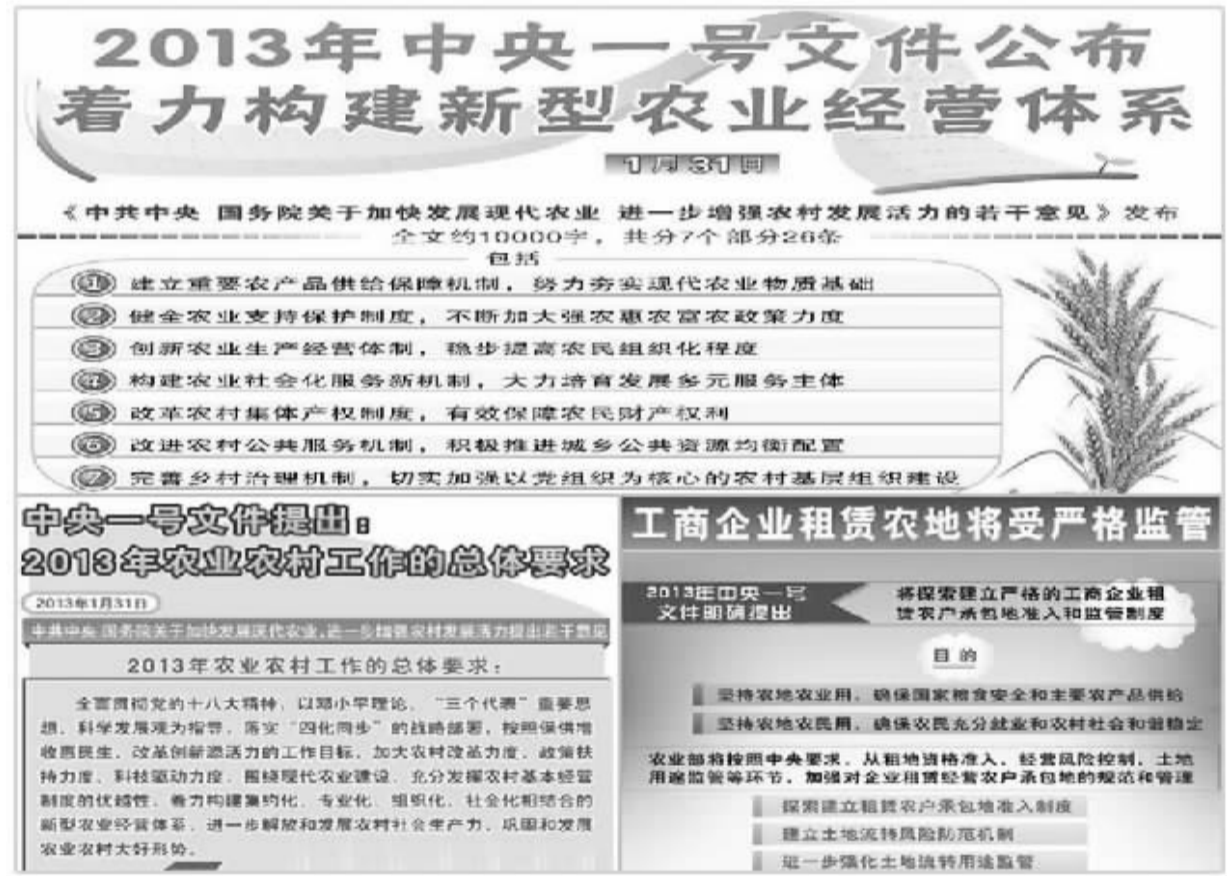 2013年中央一号文件公布
着力构建新型农业经营体系
1月31日
《中共中央 国务院关于加快发展现代农业 进一步增强农村发展活力的若干意见》发布
全文约10000字，共分7个部分26条
包括
1 建立重要农产品供给保障机制，努力夯实现代农业物质基础
2 健全农业支持保护制度，不断加大强农惠农富农政策力度
3 创新农业生产经营体制，稳步提高农民组织化程度
4 构建农业社会化服务新机制，大力培育发展多元服务主体
5 改革农村集体产权制度，有效保障农民财产权利
6 改进农村公共服务机制，积极推进城乡公共资源均衡配置
7 完善乡村治理机制，切实加强以党组织为核心的农村基层组织建设
中央一号文件提出：
2013年农业农村工作的总体要求
2013年1月31日
中共中央 国务院关于加快发展现代农业，进一步增强农村发展活力提出若干意见
2013年农业农村工作的总体要求：
全面贯彻党的十八大精神，以邓小平理论、“三个代表”重要思
想、科学发展观为指导，落实“四化同步”的战略部署，按照保供增
收惠民生、改革创新添活力的工作目标，加大农村改革力度、政策扶
持力度、科技驱动力度，围绕现代农业建设，充分发挥农村基本经营
制度的优越性，着力构建集约化、专业化、组织化、社会化相结合的
新型农业经营体系，进一步解放和发展农村社会生产力，巩固和发展
农业农村大好形势。
工商企业租赁农地将受严格监管
2013年中央一号
文件明确提出
将探索建立严格的工商企业租
赁农户承包地准入和监管制度
目的
坚持农地农业用，确保国家粮食安全和主要农产品供给
坚持农地农民用，确保农民充分就业和农村社会和谐稳定
农业部将按照中央要求，从租地资格准入、经营风险控制、土地
用途监管等环节，加强对企业租赁经营农户承包地的规范和管理
探索建立租赁农户承包地准入制度
建立土地流转风险防范机制
进一步强化土地流转用途监管